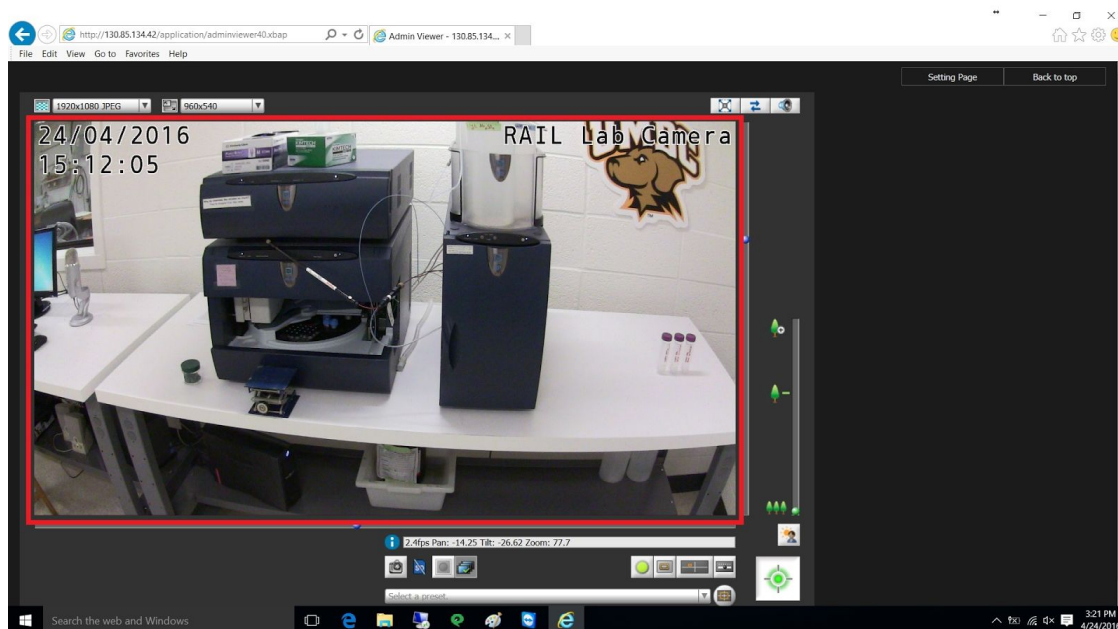 http://130.85.134.42/application/adminviewer40.xbap
Admin Viewer - 130.85.134...
File Edit View Go to Favorites Help
Setting Page
Back to top
1920x1080 JPEG
960x540
24/04/2016
RAIL Lab Camera
15:12:05
KIMTECH
2.4fps Pan: -14.25 Tilt: -26.62 Zoom: 77.7
Select a preset.
Search the web and Windows
3:21 PM
4/24/201